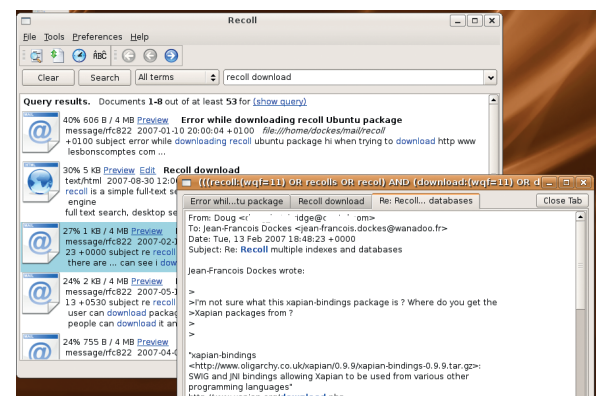 Recoll
File Tools Preferences Help
ÀBĈ
Clear Search All terms recoll download
Query results. Documents 1-8 out of at least 53 for (show query)
40% 606 B / 4 MB Preview Error while downloading recoll Ubuntu package
message/rfc822 2007-01-10 20:00:04 +0100 file:///home/dockes/mail/recoll
+0100 subject error while downloading recoll ubuntu package hi when trying to download http www
lesbonscomptes com ...
30% 5 KB Preview Edit Recoll download
text/html 2007-08-30 12:0
recoll is a simple full-text se
engine
full text search, desktop se
27% 1 KB / 4 MB Preview
message/rfc822 2007-02-1
23 +0000 subject re recoll
there are ... can see i dow
24% 2 KB / 4 MB Preview
message/rfc822 2007-05-1
13 +0530 subject re recoll
user can download packag
people can download it an
24% 755 B / 4 MB Preview
message/rfc822 2007-04-0
(((recoll:(wqf=11) OR recolls OR recol) AND (download:(wqf=11) OR d
Error whil...tu package Recoll download Re: Recoll... databases Close Tab
From: Doug
To: Jean-Francois Dockes <jean-francois.dockes@wanadoo.fr>
Date: Tue, 13 Feb 2007 18:48:23 +0000
Subject: Re: Recoll multiple indexes and databases
Jean-Francois Dockes wrote:
>
>I'm not sure what this xapian-bindings package is ? Where do you get the
>Xapian packages from ?
>
>
"xapian-bindings
<http://www.oligarchy.co.uk/xapian/0.9.9/xapian-bindings-0.9.9.tar.gz>:
SWIG and JNI bindings allowing Xapian to be used from various other
programming languages"